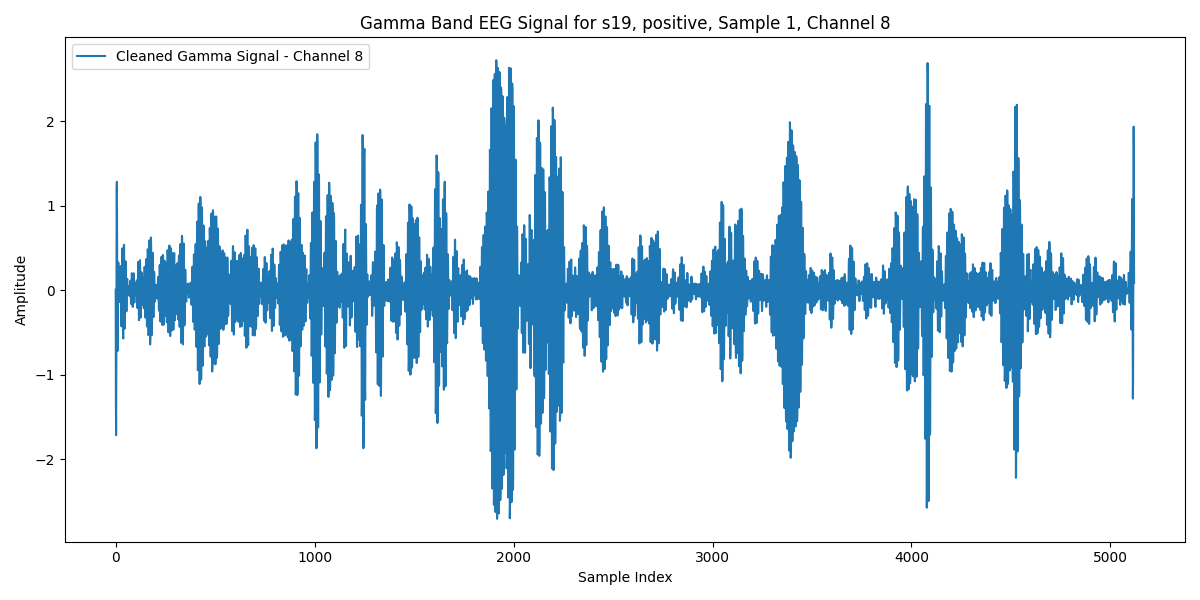 Gamma Band EEG Signal for s19, positive, Sample 1, Channel 8
Cleaned Gamma Signal - Channel 8
Amplitude
2
1
0
−1
−2
0 1000 2000 3000 4000 5000
Sample Index